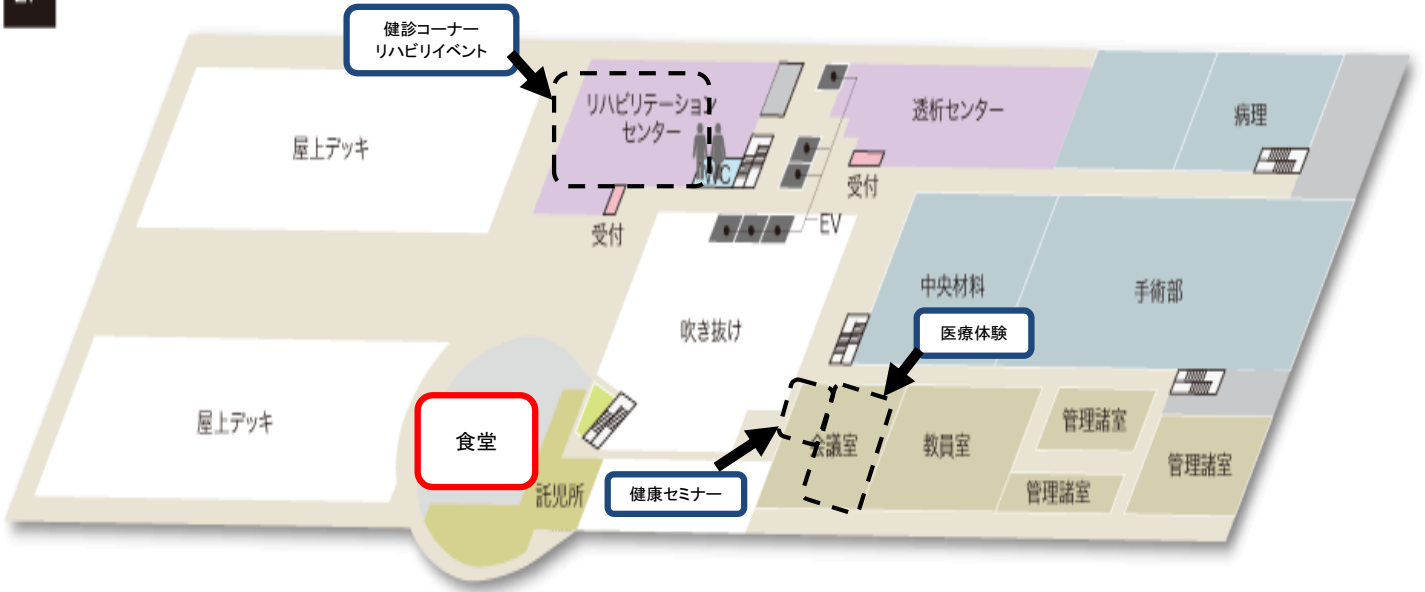 健診コーナー
リハビリイベント
リハビリテーション
センター
WC
受付
屋上デッキ
透析センター
受付
病理
EV
中央材料
手術部
吹き抜け
医療体験
屋上デッキ
食堂
託児所
健康セミナー
会議室
教員室
管理諸室
管理諸室
管理諸室